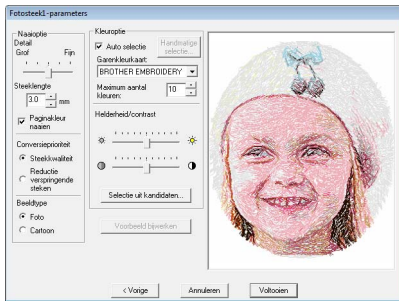 Fotosteek1-parameters
Naaioptie
Detail
Grof Fijn
Steeklengte
3.0 mm
Paginakleur
naaien
Conversieprioriteit
Steekkwaliteit
Reductie
verspringende
steken
Beeldtype
Foto
Cartoon
Kleuroptie
Auto selectie
Handmatige
selectie...
Garenkleurkaart:
BROTHER EMBROIDERY
Maximum aantal
kleuren:
10
Helderheid/contrast
Selectie uit kandidaten...
Voorbeeld bijwerken
< Vorige
Annuleren
Voltooien